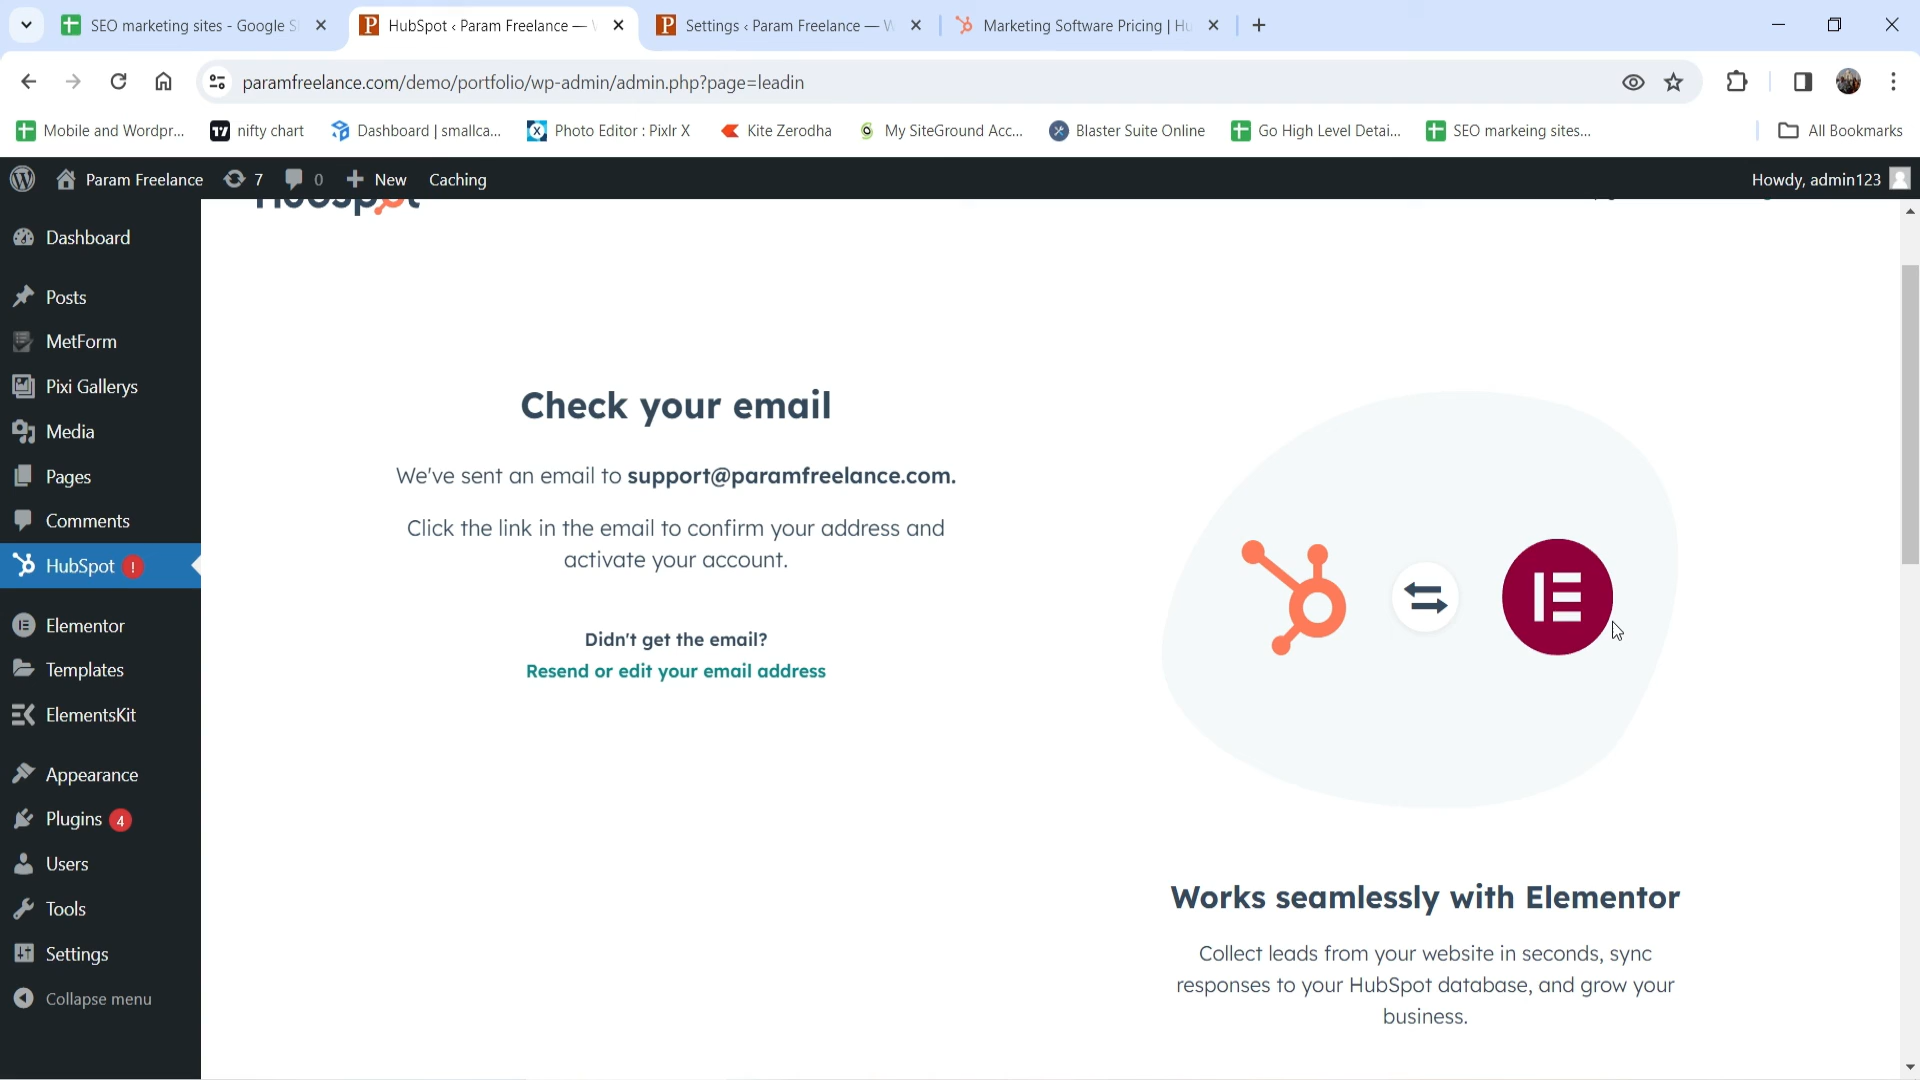 SEO marketing sites - Google S
HubSpot ‹ Param Freelance —
Settings ‹ Param Freelance — W
Marketing Software Pricing | Hu
paramfreelance.com/demo/portfolio/wp-admin/admin.php?page=leadin
Mobile and Wordpr...
nifty chart
Dashboard | smallca...
Photo Editor : Pixlr X
Kite Zerodha
My SiteGround Acc...
Blaster Suite Online
Go High Level Detai...
SEO markeing sites...
All Bookmarks
Param Freelance
7
0
New
Caching
Howdy, admin123
HubSpot
Dashboard
Posts
MetForm
Pixi Gallerys
Media
Pages
Comments
HubSpot !
Elementor
Templates
ElementsKit
Appearance
Plugins 4
Users
Tools
Settings
Collapse menu
Check your email
We've sent an email to support@paramfreelance.com.
Click the link in the email to confirm your address and
activate your account.
Didn't get the email?
Resend or edit your email address
Works seamlessly with Elementor
Collect leads from your website in seconds, sync
responses to your HubSpot database, and grow your
business.